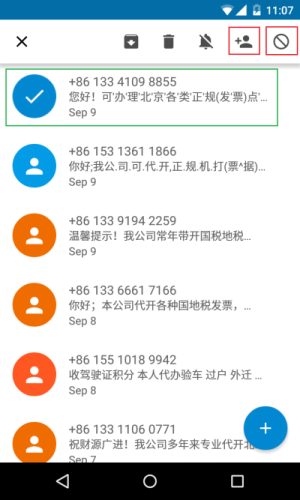 11:07
+86 133 4109 8855
您好！可'办'理'北'京'各'类'正'规(发'票)点'...
Sep 9
+86 153 1361 1866
你好;我公.司.可.代.开,正.规.机.打(票^据)...
Sep 9
+86 133 9194 2259
温馨提示！我公司常年带开国税地税...
Sep 9
+86 133 6661 7166
你好；本公司代开各种国地税发票，...
Sep 8
+86 155 1018 9942
收驾驶证积分 本人代办验车 过户 外迁 ...
Sep 8
+86 133 1106 0771
祝财源广进！我公司多年来专业代开北
Sep 7